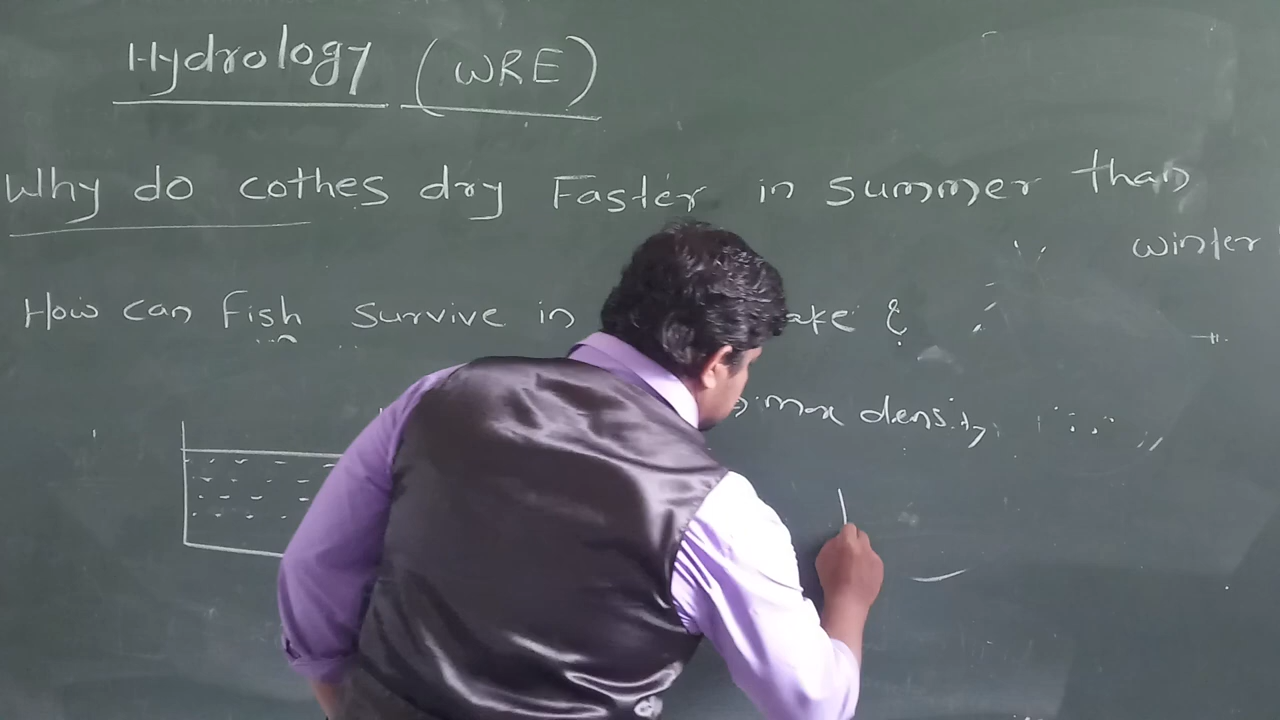 Hydrology (WRE)
Why do cothes dry Faster in summer than
winter
How can Fish survive in ake &
max density